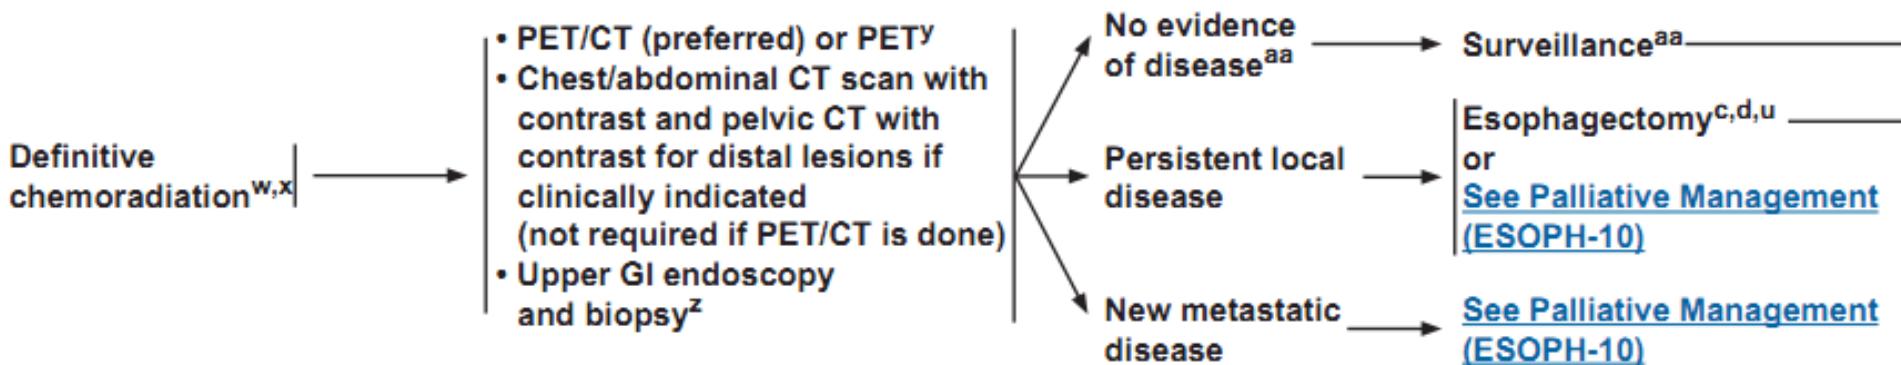 Definitive
chemoradiation^w,x
• PET/CT (preferred) or PET^y
• Chest/abdominal CT scan with
contrast and pelvic CT with
contrast for distal lesions if
clinically indicated
(not required if PET/CT is done)
• Upper GI endoscopy
and biopsy^z
No evidence
of disease^aa
Surveillance^aa
Persistent local
disease
Esophagectomy^c,d,u
or
See Palliative Management
(ESOPH-10)
New metastatic
disease
See Palliative Management
(ESOPH-10)